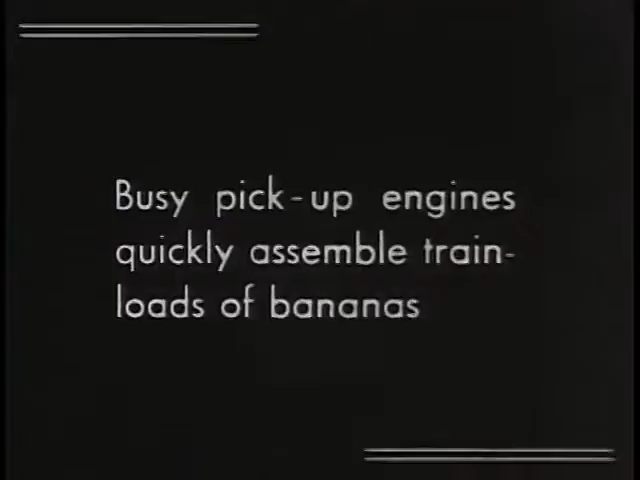 Busy pick-up engines
quickly assemble train-
loads of bananas